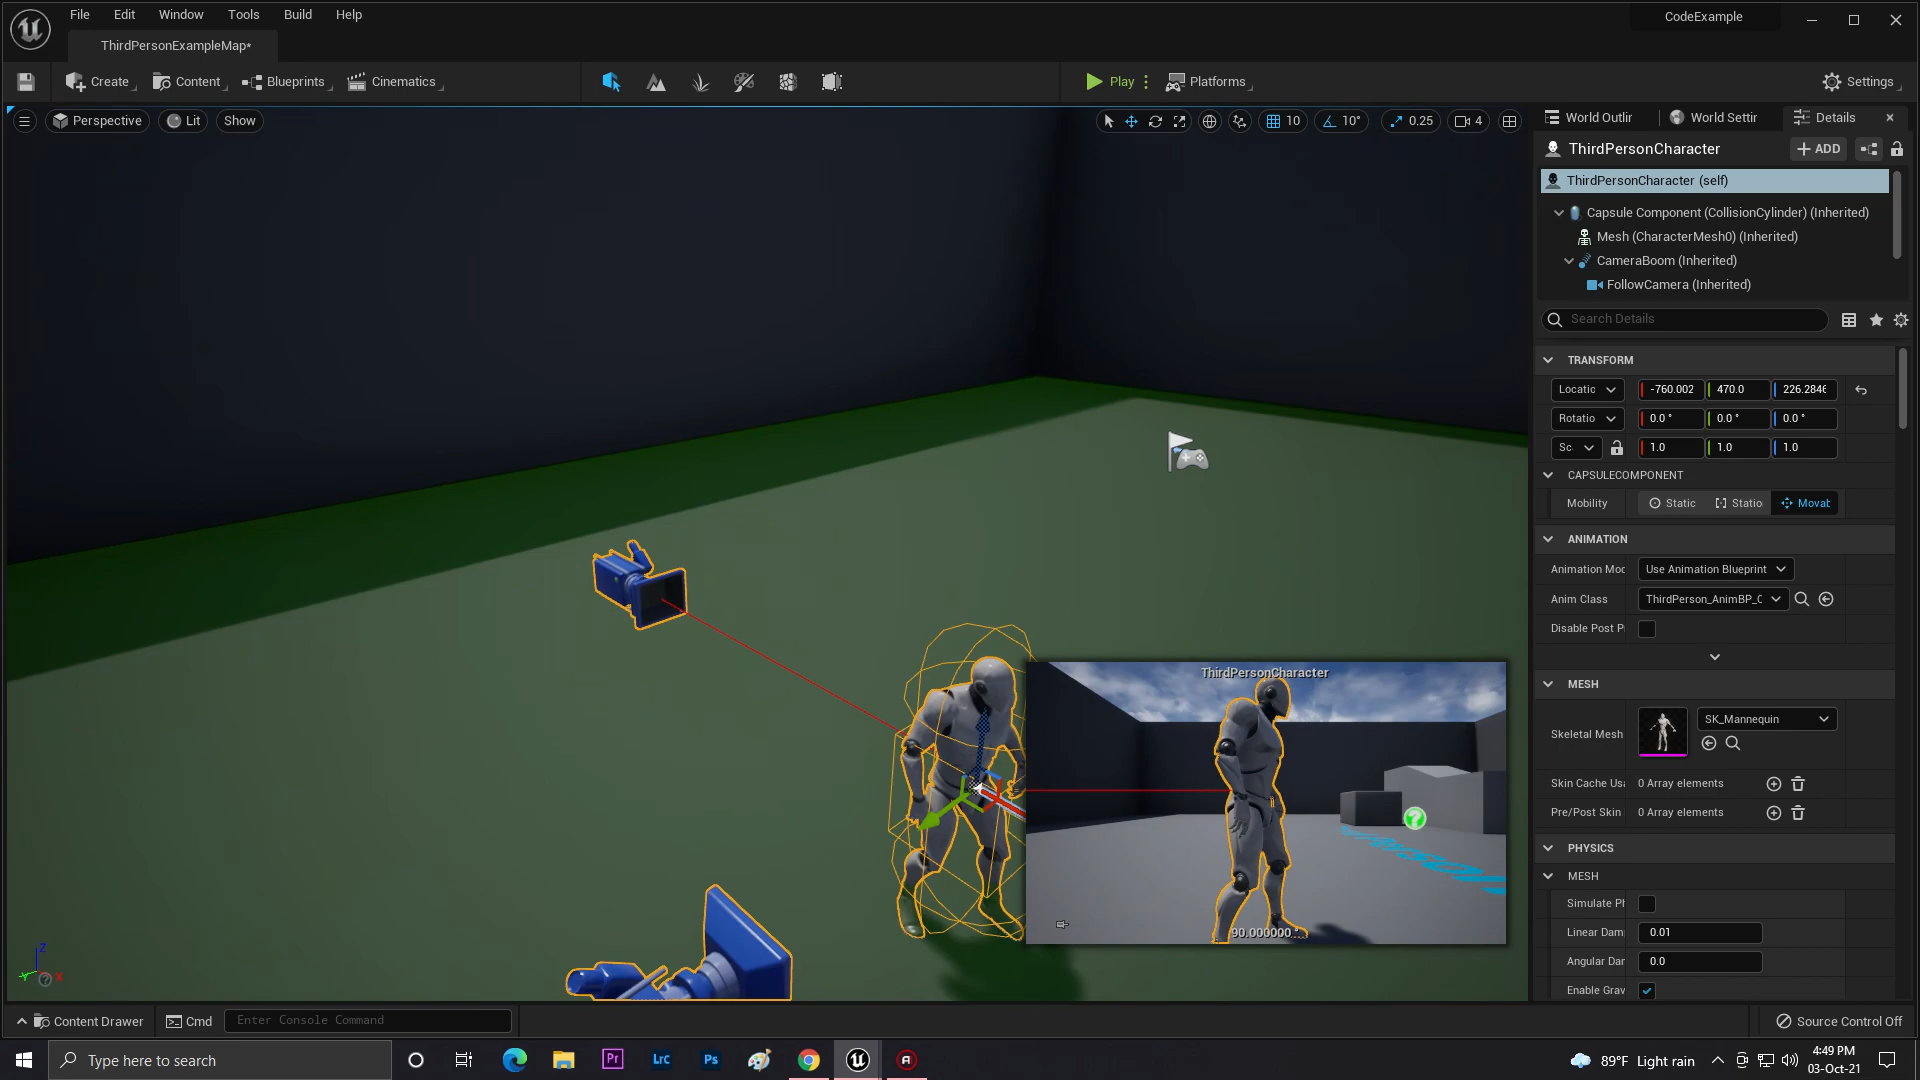 File Edit Window Tools Build Help
CodeExample
ThirdPersonExampleMap*
Create Content Blueprints Cinematics Play Platforms Settings
Perspective Lit Show 10 10° 0.25 4
World Outlir World Settir Details
ThirdPersonCharacter ADD
ThirdPersonCharacter (self)
Capsule Component (CollisionCylinder) (Inherited)
Mesh (CharacterMesh0) (Inherited)
CameraBoom (Inherited)
FollowCamera (Inherited)
Search Details
TRANSFORM
Locatic -760.002 470.0 226.2846
Rotatio 0.0 ° 0.0 ° 0.0 °
Sc 1.0 1.0 1.0
CAPSULECOMPONENT
Mobility Static Statio Movat
ANIMATION
Animation Moc Use Animation Blueprint
Anim Class ThirdPerson_AnimBP_C
Disable Post P
MESH
Skeletal Mesh SK_Mannequin
Skin Cache Usa 0 Array elements
Pre/Post Skin 0 Array elements
PHYSICS
MESH
Simulate Ph
Linear Dam 0.01
Angular Dar 0.0
Enable Grav
ThirdPersonCharacter
90.000000 °
Z
Y X
Content Drawer Cmd Enter Console Command Source Control Off
Type here to search Pr Lrc Ps 89°F Light rain 4:49 PM
03-Oct-21